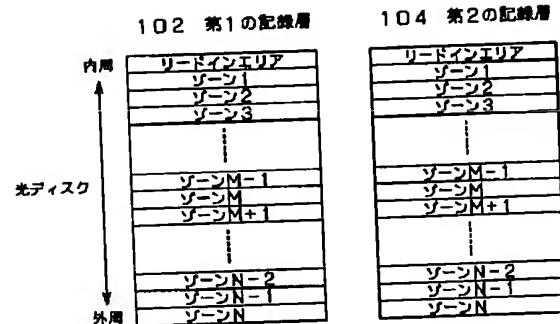 102 第1の記録層
104 第2の記録層
内周
光ディスク
外周
リードインエリア
ゾーン1
ゾーン2
ゾーン3
ゾーンM-1
ゾーンM
ゾーンM+1
ゾーンN-2
ゾーンN-1
ゾーンN
リードインエリア
ゾーン1
ゾーン2
ゾーン3
ゾーンM-1
ゾーンM
ゾーンM+1
ゾーンN-2
ゾーンN-1
ゾーンN